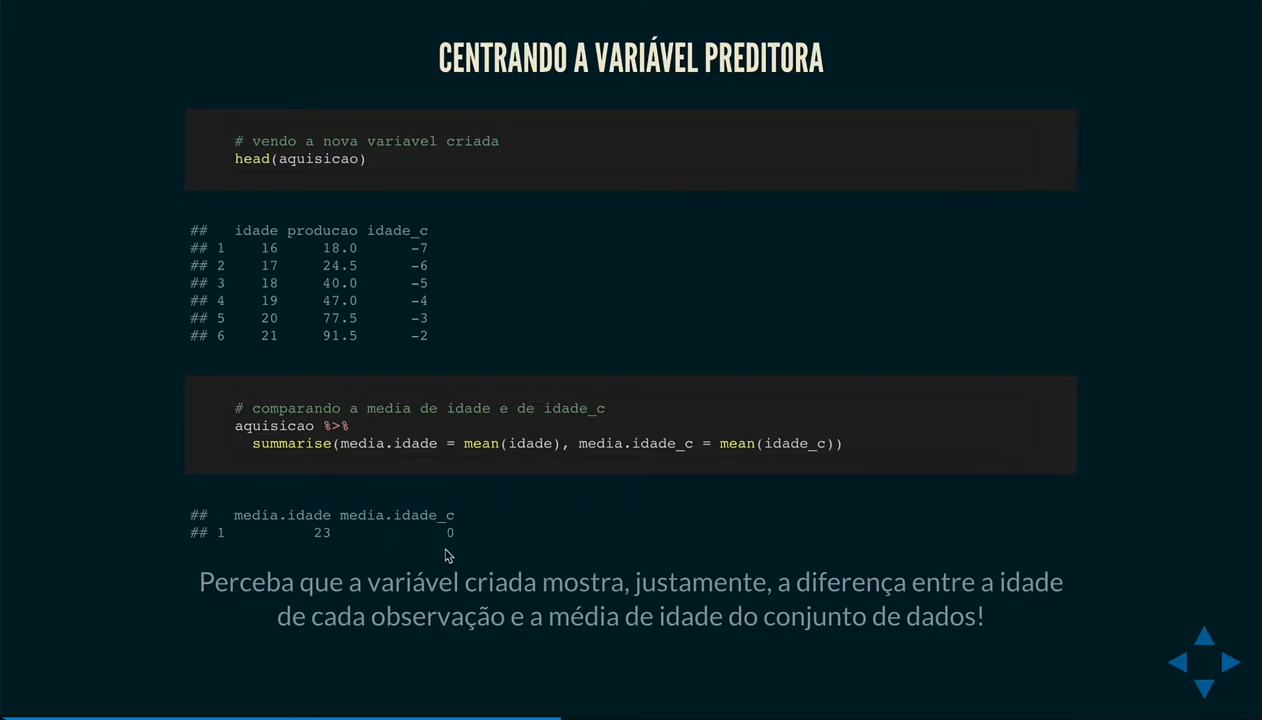 CENTRANDO A VARIÁVEL PREDITORA
# vendo a nova variavel criada
head(aquisicao)
##   idade producao idade_c
## 1    16     18.0      -7
## 2    17     24.5      -6
## 3    18     40.0      -5
## 4    19     47.0      -4
## 5    20     77.5      -3
## 6    21     91.5      -2
# comparando a media de idade e de idade_c
aquisicao %>%
  summarise(media.idade = mean(idade), media.idade_c = mean(idade_c))
##   media.idade media.idade_c
## 1          23             0
Perceba que a variável criada mostra, justamente, a diferença entre a idade
de cada observação e a média de idade do conjunto de dados!